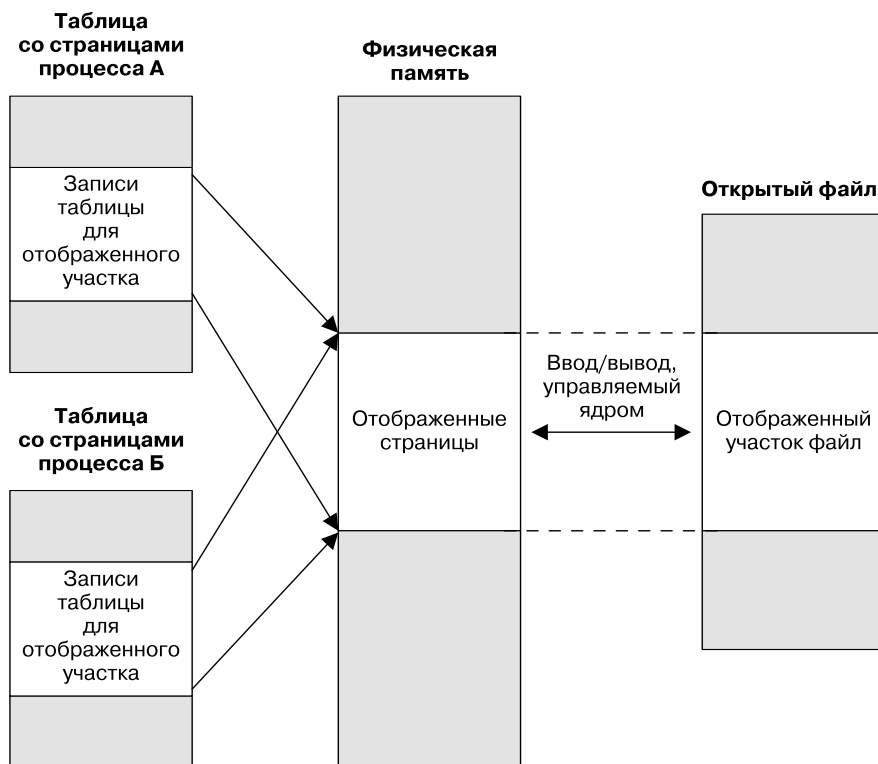 Таблица
со страницами
процесса А
Записи
таблицы
для
отображенного
участка
Таблица
со страницами
процесса Б
Записи
таблицы
для
отображенного
участка
Физическая
память
Отображенные
страницы
Ввод/вывод,
управляемый
ядром
Открытый файл
Отображенный
участок файл